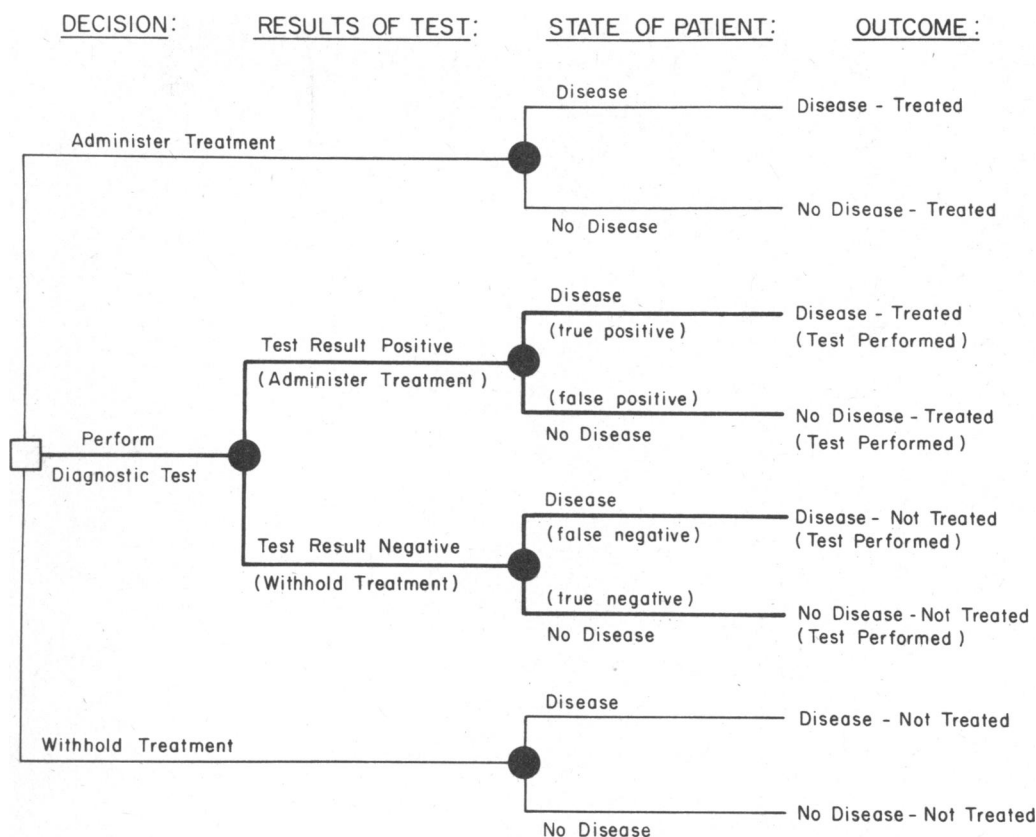 DECISION: RESULTS OF TEST: STATE OF PATIENT: OUTCOME:
Disease
Disease - Treated
Administer Treatment
No Disease - Treated
No Disease
Disease
Disease - Treated
(true positive)
(Test Performed)
Test Result Positive
(Administer Treatment)
(false positive)
No Disease - Treated
No Disease
(Test Performed)
Perform
Diagnostic Test
Disease
Disease - Not Treated
(false negative)
(Test Performed)
Test Result Negative
(Withhold Treatment)
(true negative)
No Disease - Not Treated
No Disease
(Test Performed)
Disease
Disease - Not Treated
Withhold Treatment
No Disease - Not Treated
No Disease